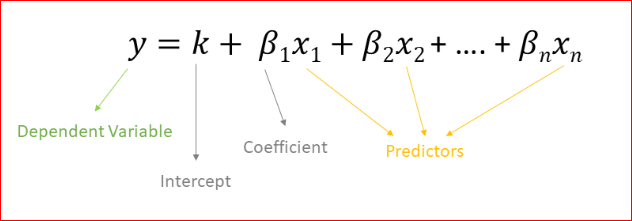 y = k + β₁x₁ + β₂x₂ + .... + βₙxₙ
Dependent Variable
Coefficient
Predictors
Intercept